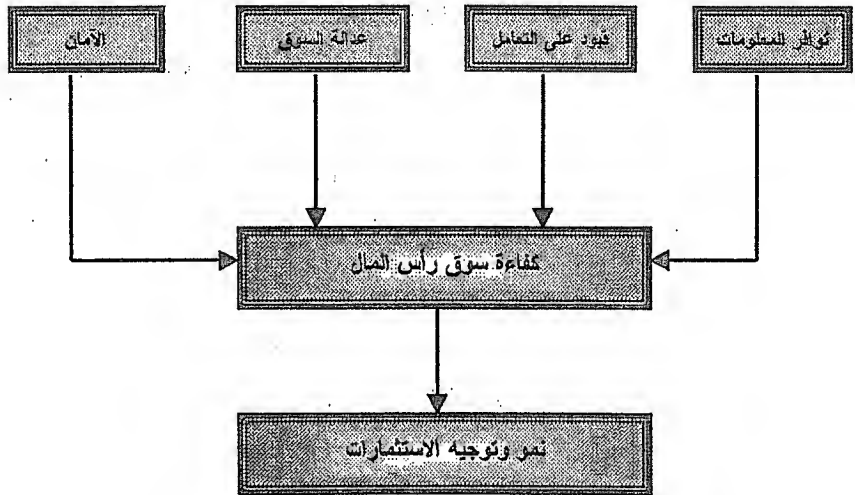 توافر المعلومات
قيود على التعامل
عدالة السوق
الأمان
كفاءة سوق رأس المال
نمو وتوجيه الاستثمارات